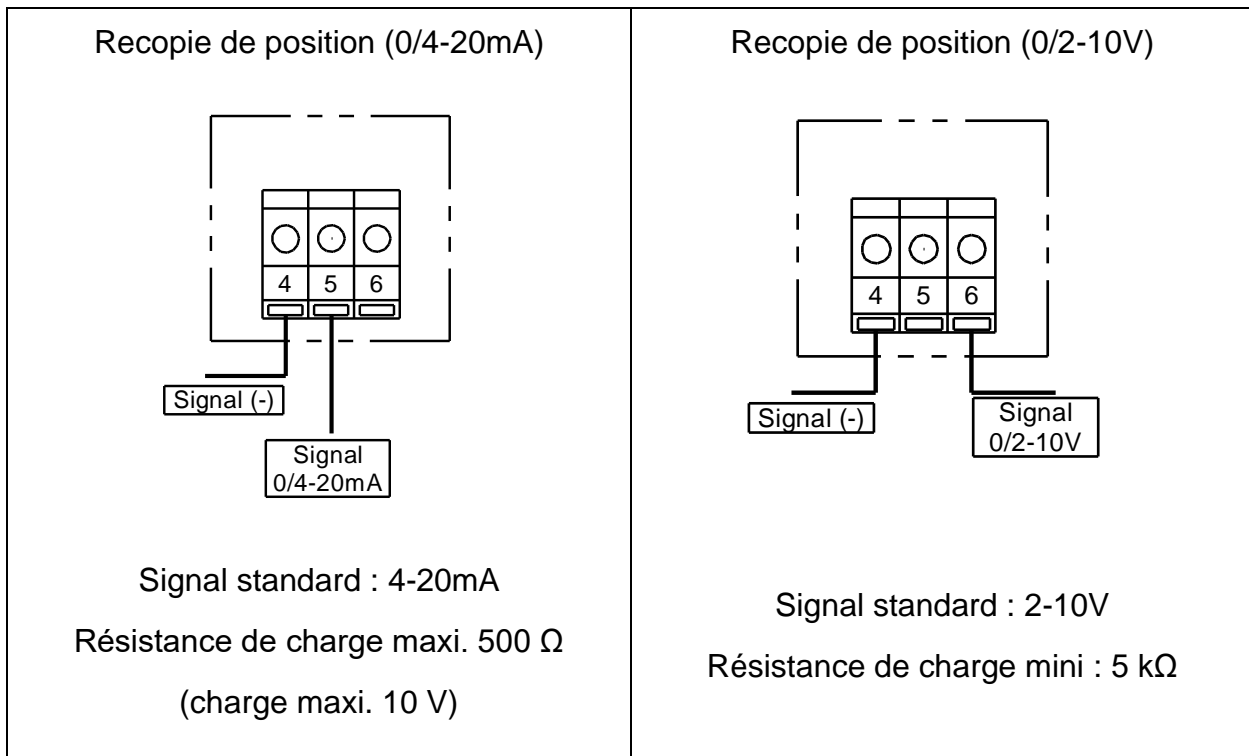 Recopie de position (0/4-20mA)
4 5 6
Signal (-)
Signal
0/4-20mA
Signal standard : 4-20mA
Résistance de charge maxi. 500 Ω
(charge maxi. 10 V)
Recopie de position (0/2-10V)
4 5 6
Signal (-)
Signal
0/2-10V
Signal standard : 2-10V
Résistance de charge mini : 5 kΩ